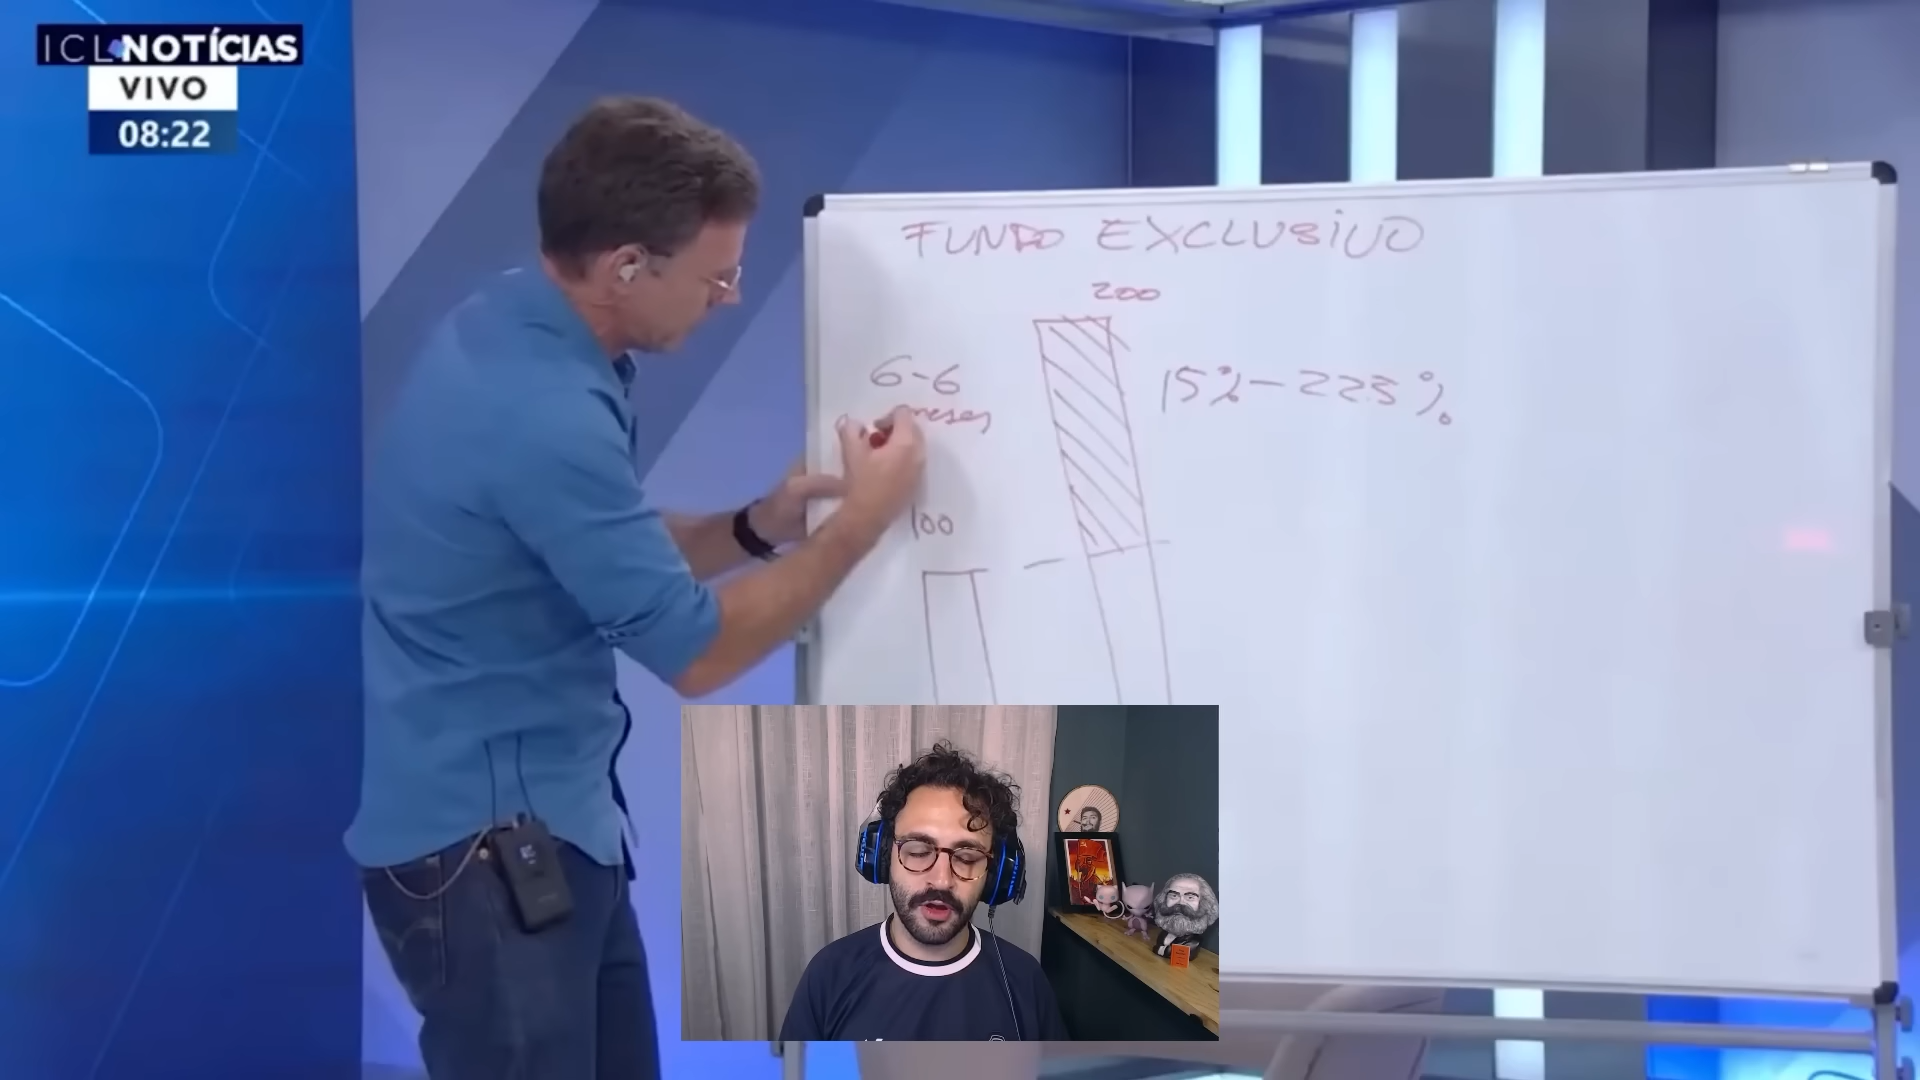 ICL NOTÍCIAS
VIVO
08:22
FUNDO EXCLUSIVO
200
6-6
meses
15% - 22.5%
100